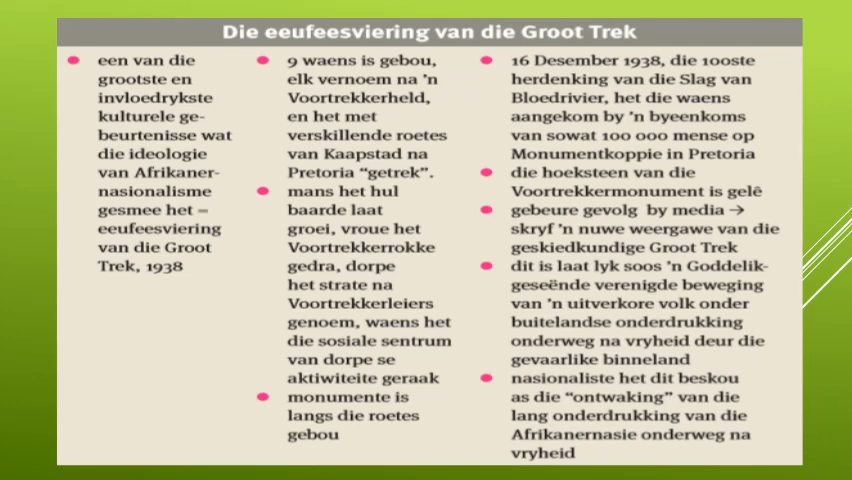 Die eeufeesviering van die Groot Trek
een van die
grootste en
invloedrykste
kulturele ge-
beurtenisse wat
die ideologie
van Afrikaner-
nasionalisme
gesmee het =
eeufeesviering
van die Groot
Trek, 1938
9 waens is gebou,
elk vernoem na 'n
Voortrekkerheld,
en het met
verskillende roetes
van Kaapstad na
Pretoria “getrek”.
mans het hul
baarde laat
groei, vroue het
Voortrekkerrokke
gedra, dorpe
het strate na
Voortrekkerleiers
genoem, waens het
die sosiale sentrum
van dorpe se
aktiwiteite geraak
monumente is
langs die roetes
gebou
16 Desember 1938, die 100ste
herdenking van die Slag van
Bloedrivier, het die waens
aangekom by 'n byeenkoms
van sowat 100 000 mense op
Monumentkoppie in Pretoria
die hoeksteen van die
Voortrekkermonument is gelê
gebeure gevolg by media →
skryf 'n nuwe weergawe van die
geskiedkundige Groot Trek
dit is laat lyk soos 'n Goddelik-
geseënde verenigde beweging
van 'n uitverkore volk onder
buitelandse onderdrukking
onderweg na vryheid deur die
gevaarlike binneland
nasionaliste het dit beskou
as die “ontwaking” van die
lang onderdrukking van die
Afrikanernasie onderweg na
vryheid